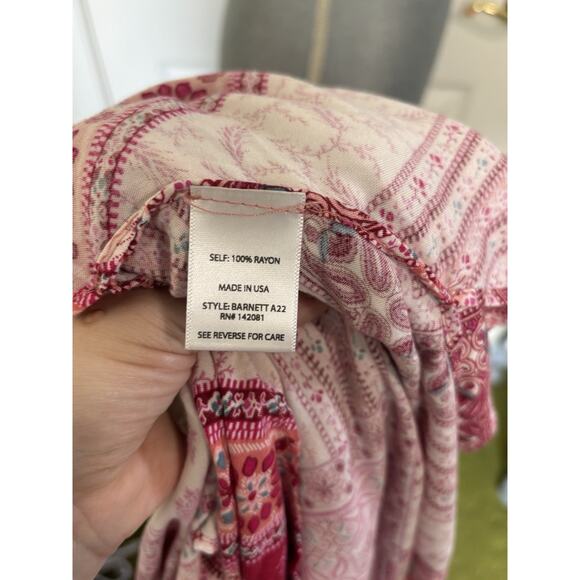 SELF: 100% RAYON
MADE IN USA
STYLE: BARNETT A22
RN# 142081
SEE REVERSE FOR CARE